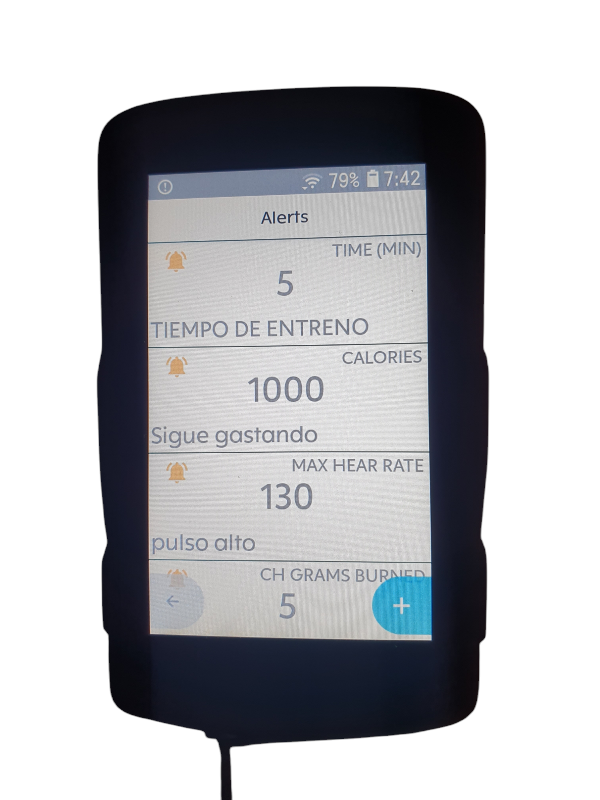 79% 7:42
Alerts
TIME (MIN)
5
TIEMPO DE ENTRENO
CALORIES
1000
Sigue gastando
MAX HEAR RATE
130
pulso alto
CH GRAMS BURNED
5